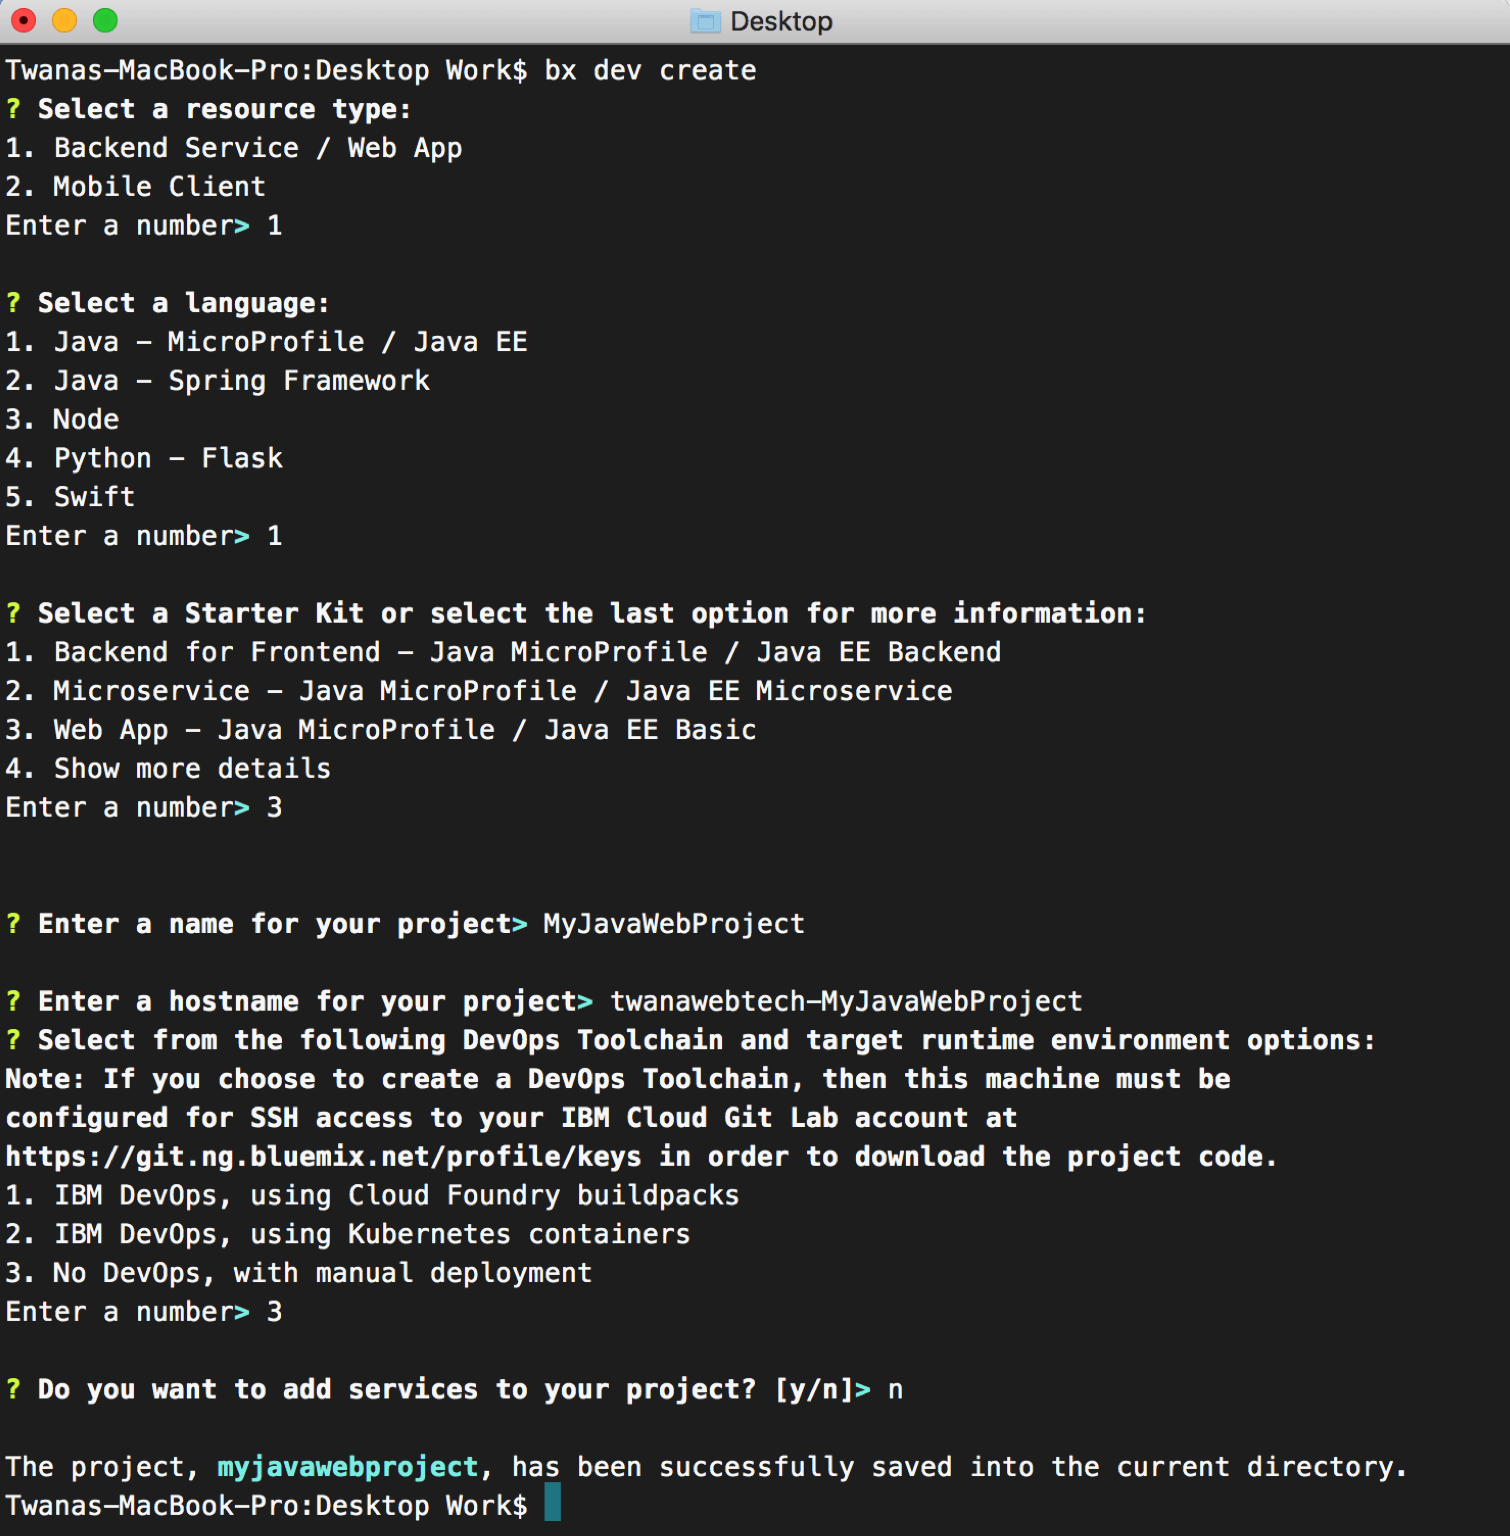 Desktop
Twanas-MacBook-Pro:Desktop Work$ bx dev create
? Select a resource type:
1. Backend Service / Web App
2. Mobile Client
Enter a number> 1
? Select a language:
1. Java - MicroProfile / Java EE
2. Java - Spring Framework
3. Node
4. Python - Flask
5. Swift
Enter a number> 1
? Select a Starter Kit or select the last option for more information:
1. Backend for Frontend - Java MicroProfile / Java EE Backend
2. Microservice - Java MicroProfile / Java EE Microservice
3. Web App - Java MicroProfile / Java EE Basic
4. Show more details
Enter a number> 3
? Enter a name for your project> MyJavaWebProject
? Enter a hostname for your project> twanawebtech-MyJavaWebProject
? Select from the following DevOps Toolchain and target runtime environment options:
Note: If you choose to create a DevOps Toolchain, then this machine must be
configured for SSH access to your IBM Cloud Git Lab account at
https://git.ng.bluemix.net/profile/keys in order to download the project code.
1. IBM DevOps, using Cloud Foundry buildpacks
2. IBM DevOps, using Kubernetes containers
3. No DevOps, with manual deployment
Enter a number> 3
? Do you want to add services to your project? [y/n]> n
The project, myjavawebproject, has been successfully saved into the current directory.
Twanas-MacBook-Pro:Desktop Work$